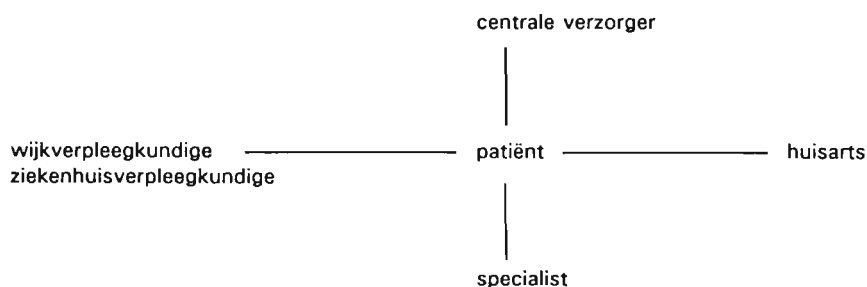 centrale verzorger
wijkverpleegkundige patiënt huisarts
ziekenhuisverpleegkundige
specialist